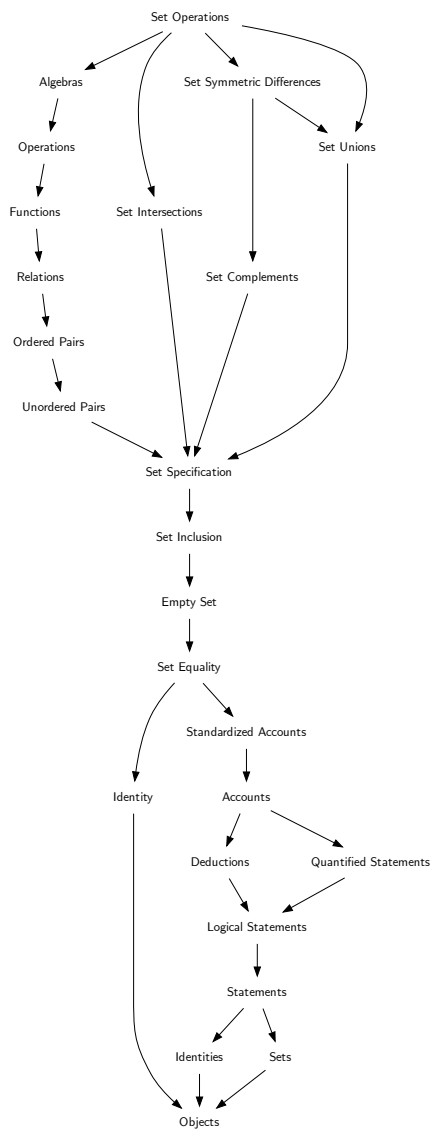 Set Operations
Algebras
Set Symmetric Differences
Operations
Set Unions
Functions
Set Intersections
Relations
Set Complements
Ordered Pairs
Unordered Pairs
Set Specification
Set Inclusion
Empty Set
Set Equality
Standardized Accounts
Identity
Accounts
Deductions
Quantified Statements
Logical Statements
Statements
Identities
Sets
Objects